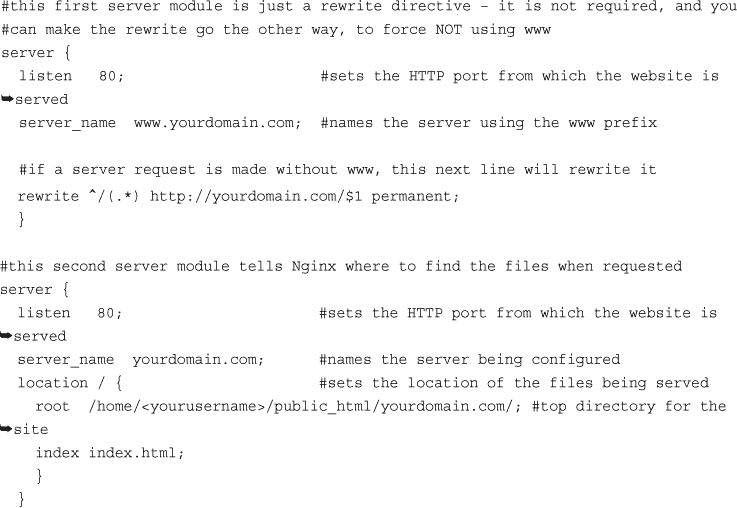 #this first server module is just a rewrite directive – it is not required, and you
#can make the rewrite go the other way, to force NOT using www
server {
listen 80; #sets the HTTP port from which the website is
➥served
server_name www.yourdomain.com; #names the server using the www prefix
#if a server request is made without www, this next line will rewrite it
rewrite ^/(.*) http://yourdomain.com/$1 permanent;
}
#this second server module tells Nginx where to find the files when requested
server {
listen 80; #sets the HTTP port from which the website is
➥served
server_name yourdomain.com; #names the server being configured
location / { #sets the location of the files being served
root /home/<yourusername>/public_html/yourdomain.com/; #top directory for the
➥site
index index.html;
}
}